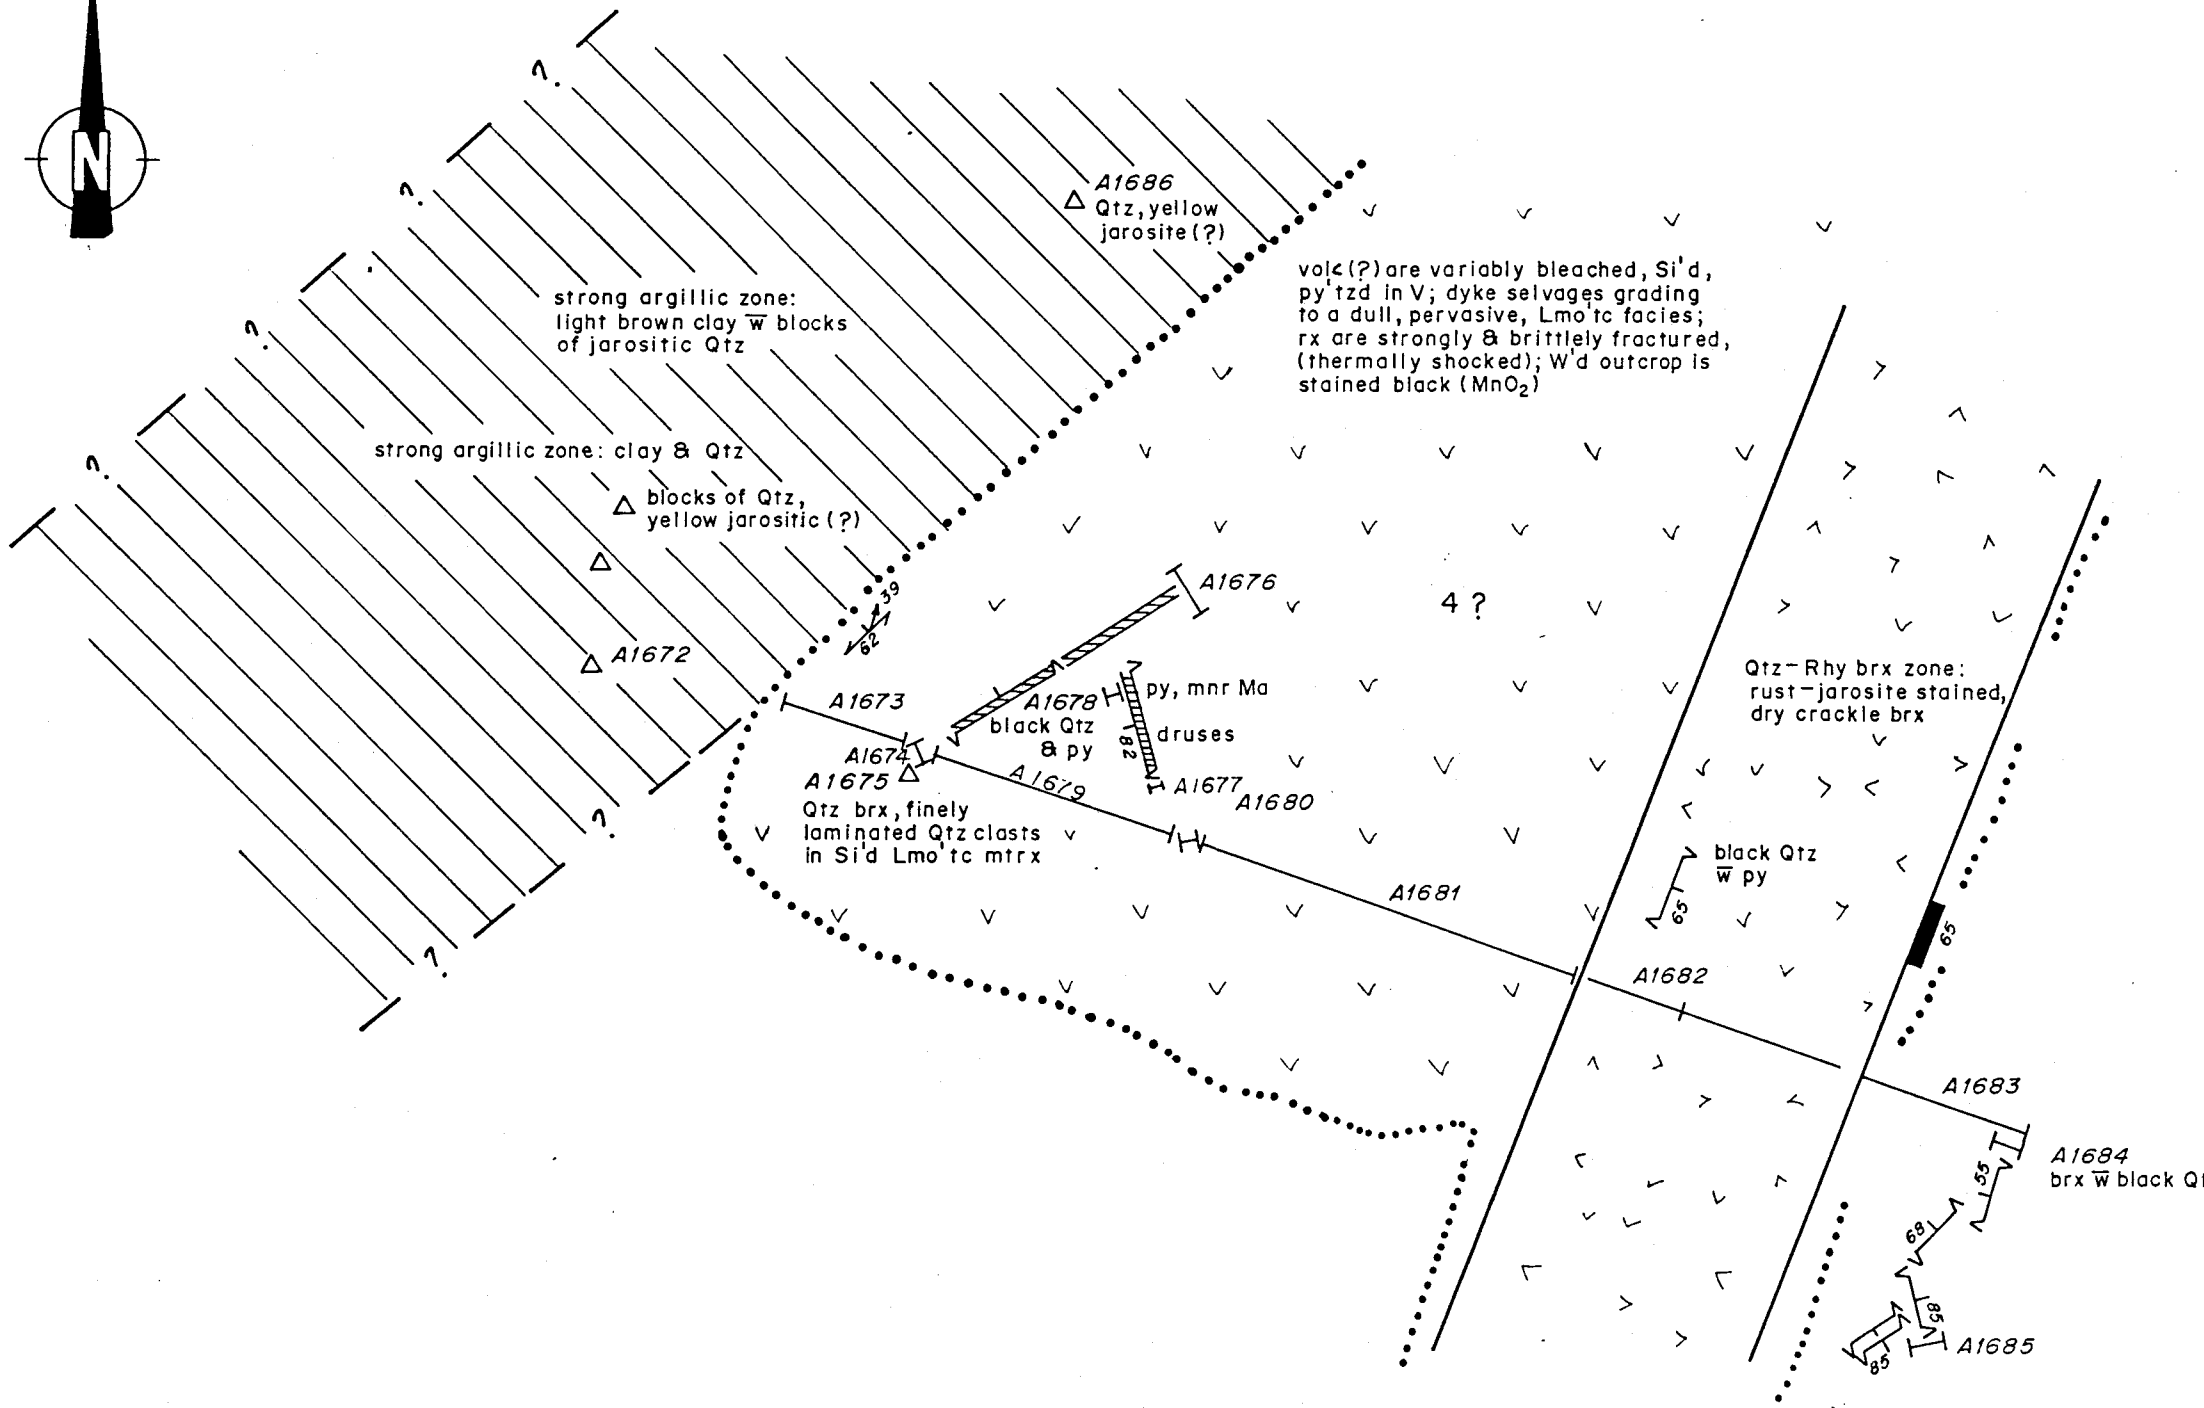 N
?
?
?
?
?
?
?
A1686
Qtz, yellow
jarosite (?)
strong argillic zone:
light brown clay w̅ blocks
of jarositic Qtz
volc (?) are variably bleached, Si'd,
py'tzd in V; dyke selvages grading
to a dull, pervasive, Lmo'tc facies;
rx are strongly & brittlely fractured,
(thermally shocked); W'd outcrop is
stained black (MnO₂)
strong argillic zone: clay & Qtz
blocks of Qtz,
yellow jarositic (?)
39
62
A1672
A1676
4 ?
A1673
A1674
A1675
Qtz brx, finely
laminated Qtz clasts
in Si'd Lmo'tc mtrx
A1678
black Qtz
& py
py, mnr Ma
druses
82
A1677
A1679
A1680
A1681
Qtz-Rhy brx zone:
rust-jarosite stained,
dry crackle brx
black Qtz
w̅ py
65
65
A1682
A1683
A1684
brx w̅ black Qt
55
68
85
85
A1685